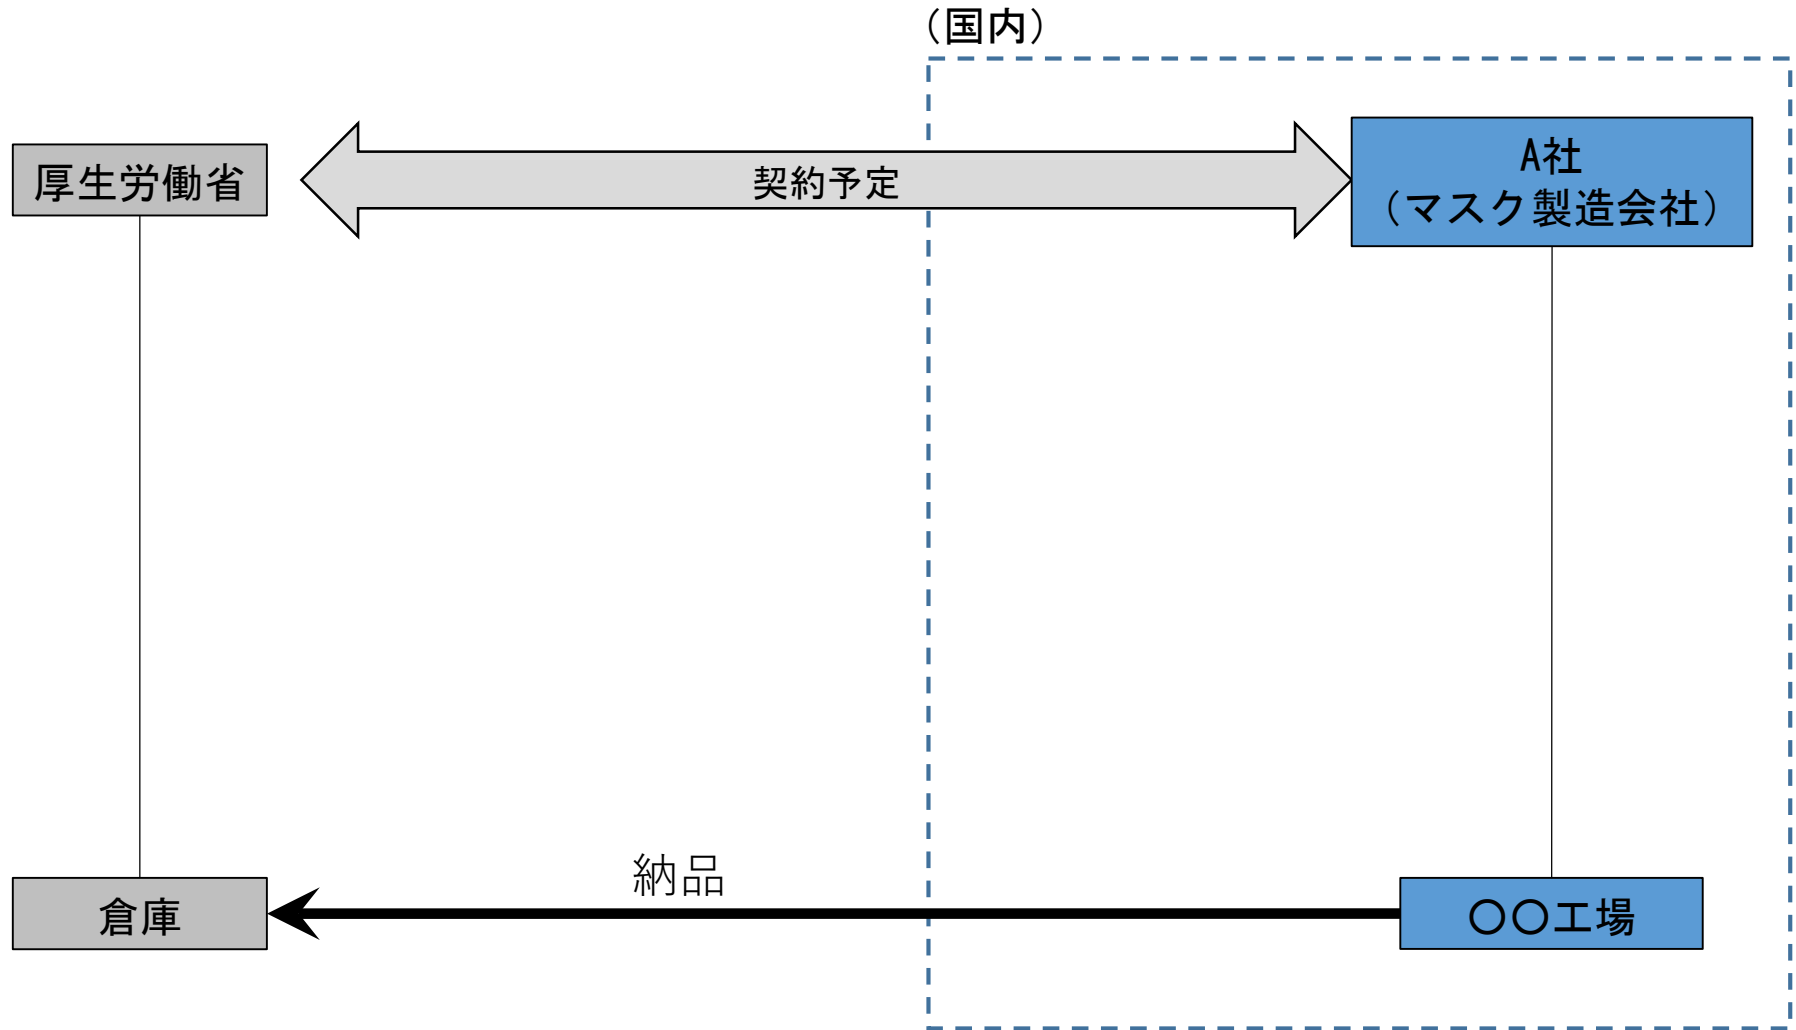 （国内）
厚生労働省
契約予定
A社
（マスク製造会社）
納品
倉庫
〇〇工場